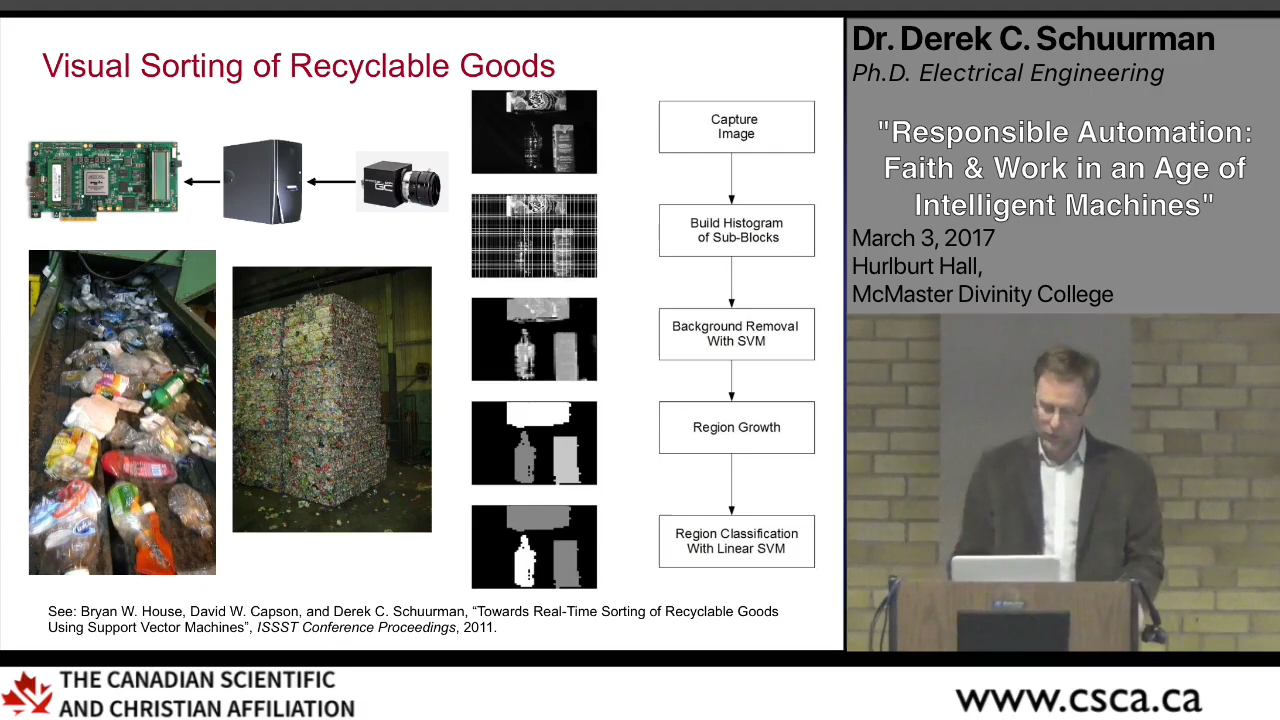 Visual Sorting of Recyclable Goods
Capture
Image
Build Histogram
of Sub-Blocks
Background Removal
With SVM
Region Growth
Region Classification
With Linear SVM
See: Bryan W. House, David W. Capson, and Derek C. Schuurman, “Towards Real-Time Sorting of Recyclable Goods
Using Support Vector Machines”, ISSST Conference Proceedings, 2011.
Dr. Derek C. Schuurman
Ph.D. Electrical Engineering
"Responsible Automation:
Faith & Work in an Age of
Intelligent Machines"
March 3, 2017
Hurlburt Hall,
McMaster Divinity College
THE CANADIAN SCIENTIFIC
AND CHRISTIAN AFFILIATION
www.csca.ca